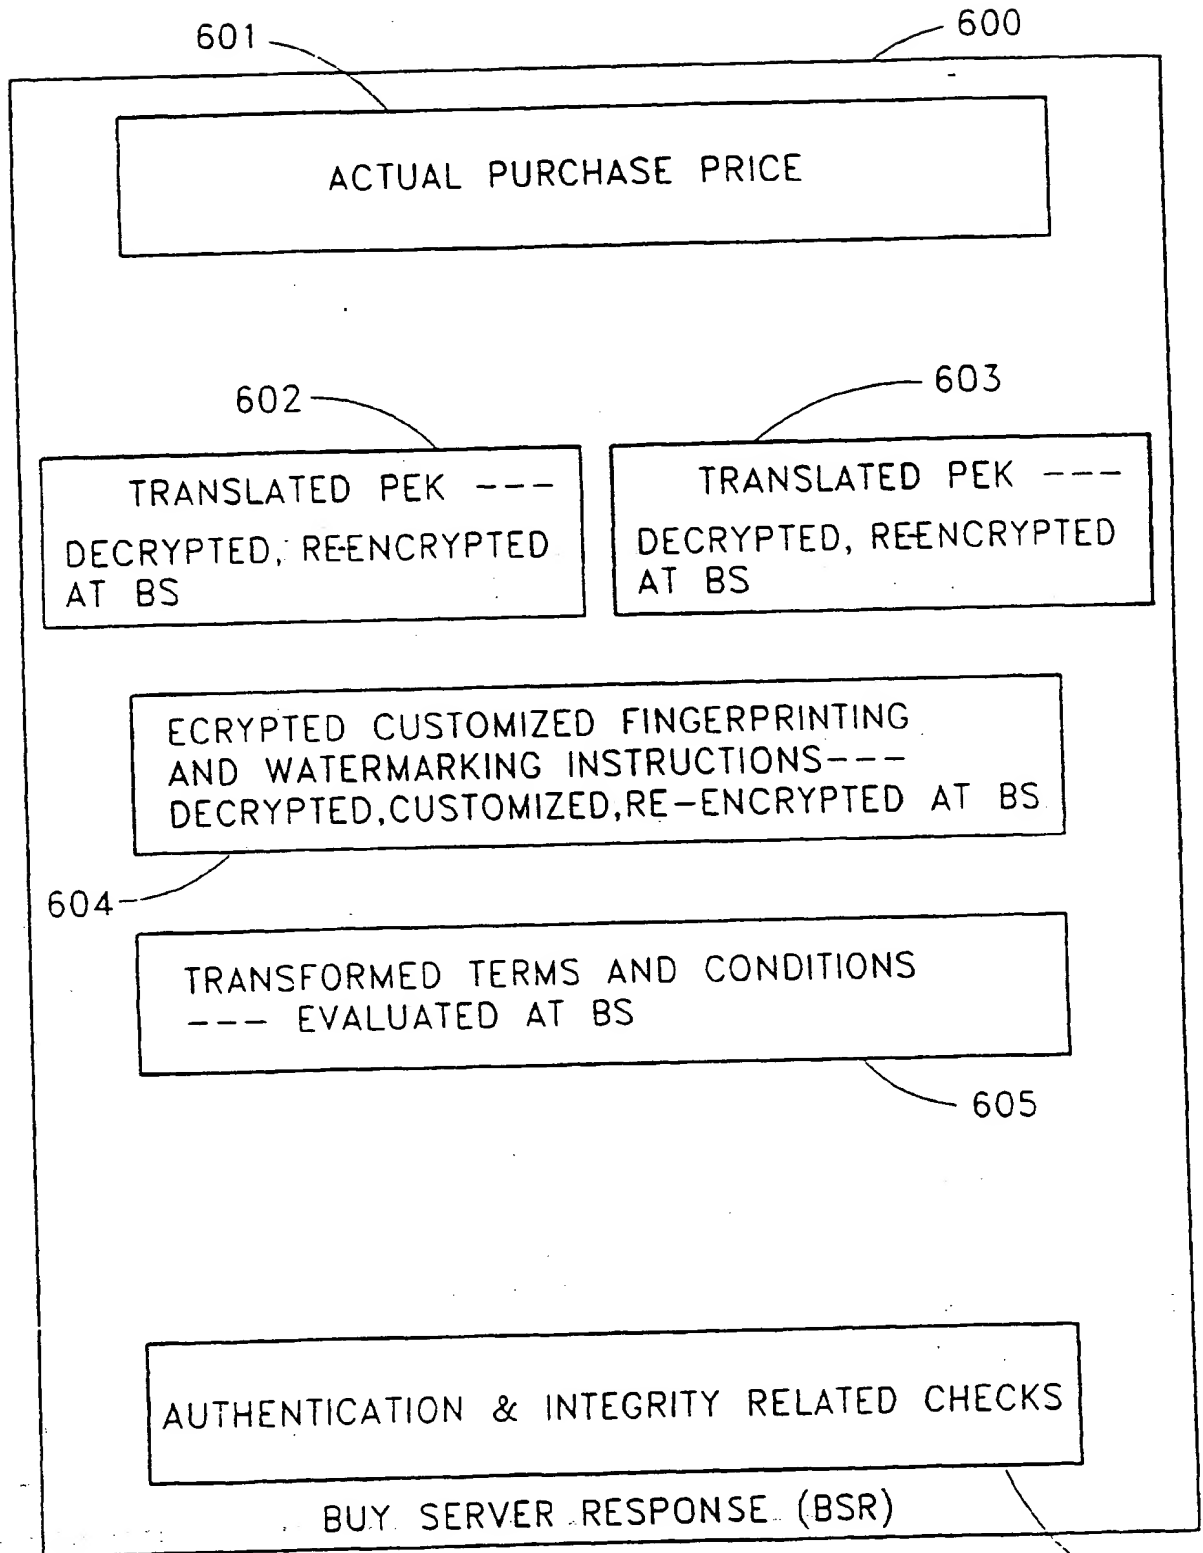 601
600
ACTUAL PURCHASE PRICE
602
603
TRANSLATED PEK ---
DECRYPTED, RE-ENCRYPTED
AT BS
TRANSLATED PEK ---
DECRYPTED, RE-ENCRYPTED
AT BS
ECRYPTED CUSTOMIZED FINGERPRINTING
AND WATERMARKING INSTRUCTIONS---
DECRYPTED,CUSTOMIZED,RE-ENCRYPTED AT BS
604
TRANSFORMED TERMS AND CONDITIONS
--- EVALUATED AT BS
605
AUTHENTICATION & INTEGRITY RELATED CHECKS
BUY SERVER RESPONSE (BSR)